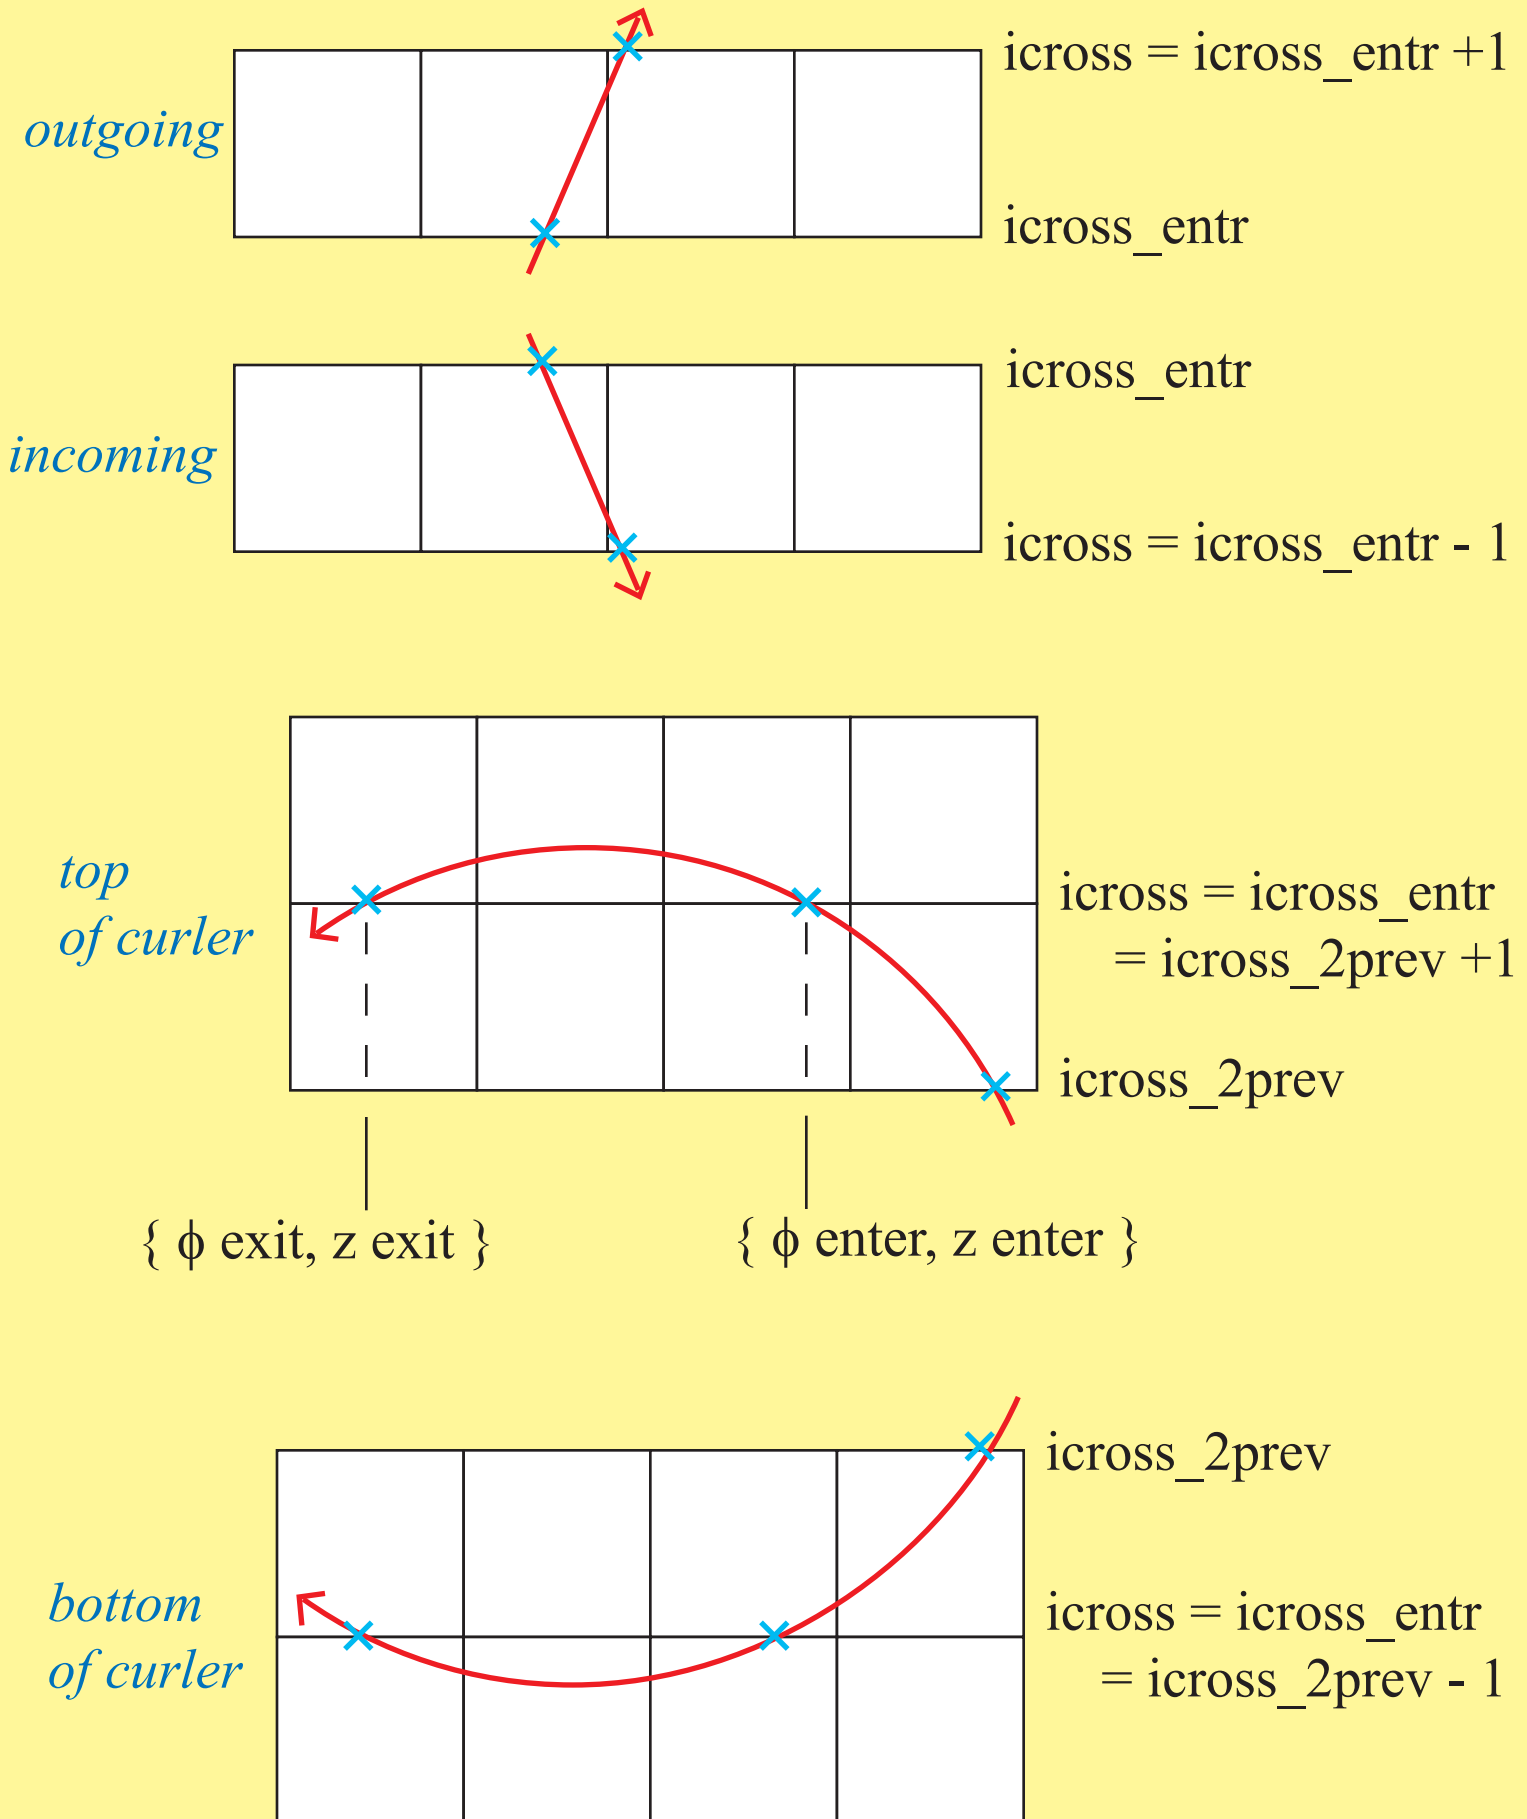 icross = icross_entr +1
outgoing
icross_entr
icross_entr
incoming
icross = icross_entr - 1
top
of curler
icross = icross_entr
= icross_2prev +1
icross_2prev
{ ϕ exit, z exit }
{ ϕ enter, z enter }
icross_2prev
bottom
of curler
icross = icross_entr
= icross_2prev - 1